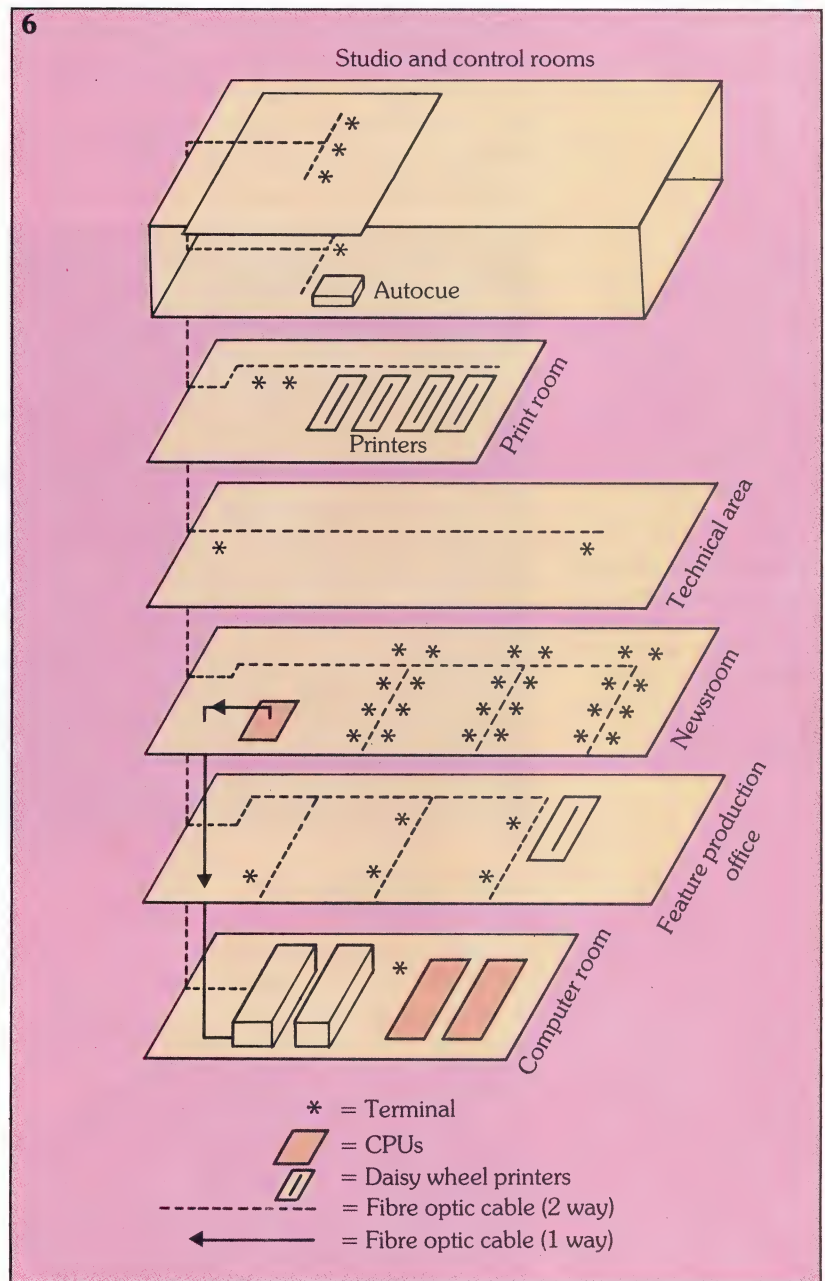 6
Studio and control rooms
Autocue
Print room
Printers
Technical area
Newsroom
Feature production
office
Computer room
* = Terminal
= CPUs
= Daisy wheel printers
= Fibre optic cable (2 way)
= Fibre optic cable (1 way)